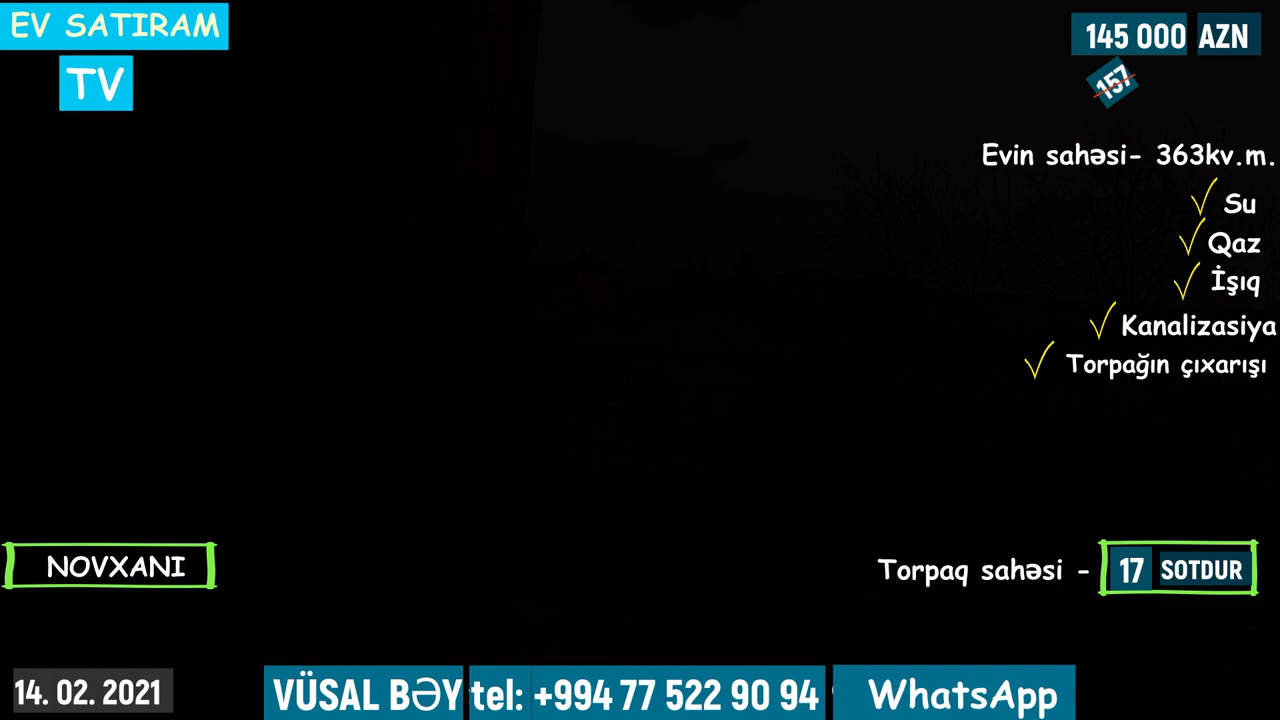 EV SATIRAM
TV
145 000 AZN
157
Evin sahəsi- 363kv.m.
Su
Qaz
İşıq
Kanalizasiya
Torpağın çıxarışı
NOVXANI
Torpaq sahəsi - 17 SOTDUR
14. 02. 2021
VÜSAL BƏY tel: +994 77 522 90 94 WhatsApp